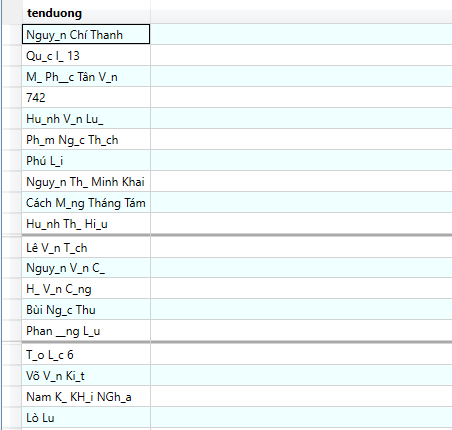 tenduong
Nguy_n Chí Thanh
Qu_c l_ 13
M_ Ph__c Tân V_n
742
Hu_nh V_n Lu_
Ph_m Ng_c Th_ch
Phú L_i
Nguy_n Th_ Minh Khai
Cách M_ng Tháng Tám
Hu_nh Th_ Hi_u
Lê V_n T_ch
Nguy_n V_n C_
H_ V_n C_ng
Bùi Ng_c Thu
Phan __ng L_u
T_o L_c 6
Võ V_n Ki_t
Nam K_ KH_i NGh_a
Lò Lu